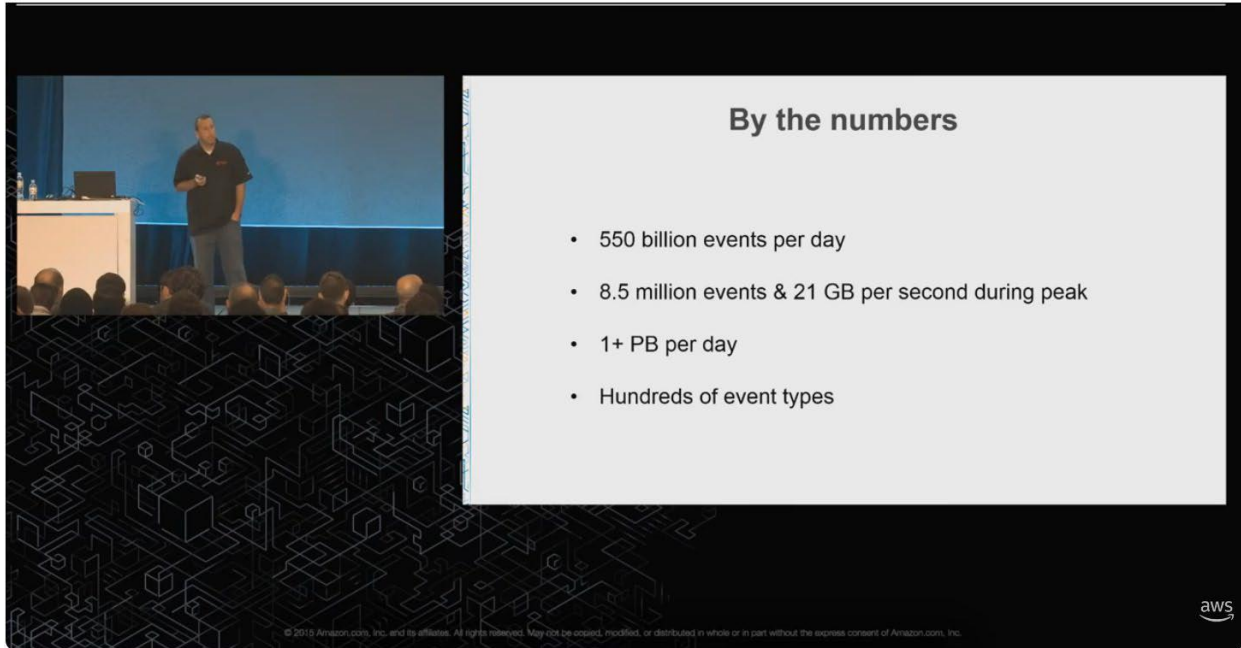 By the numbers
• 550 billion events per day
• 8.5 million events & 21 GB per second during peak
• 1+ PB per day
• Hundreds of event types
aws
© 2015 Amazon.com, Inc. and its affiliates. All rights reserved. May not be copied, modified, or distributed in whole or in part without the express consent of Amazon.com, Inc.